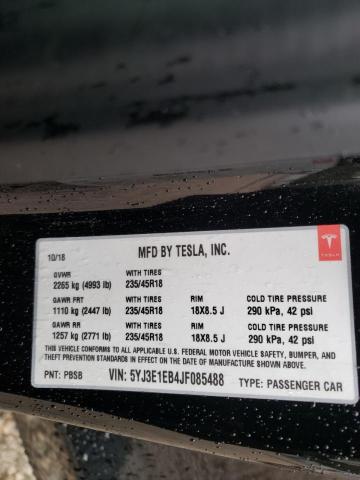 10/18 MFD BY TESLA, INC. TESLA
GVWR WITH TIRES
2265 kg (4993 lb) 235/45R18
GAWR FRT WITH TIRES RIM COLD TIRE PRESSURE
1110 kg (2447 lb) 235/45R18 18X8.5 J 290 kPa, 42 psi
GAWR RR WITH TIRES RIM COLD TIRE PRESSURE
1257 kg (2771 lb) 235/45R18 18X8.5 J 290 kPa, 42 psi
THIS VEHICLE CONFORMS TO ALL APPLICABLE U.S. FEDERAL MOTOR VEHICLE SAFETY, BUMPER, AND
THEFT PREVENTION STANDARDS IN EFFECT ON THE DATE OF MANUFACTURE SHOWN ABOVE.
PNT: PBSB VIN: 5YJ3E1EB4JF085488 TYPE: PASSENGER CAR